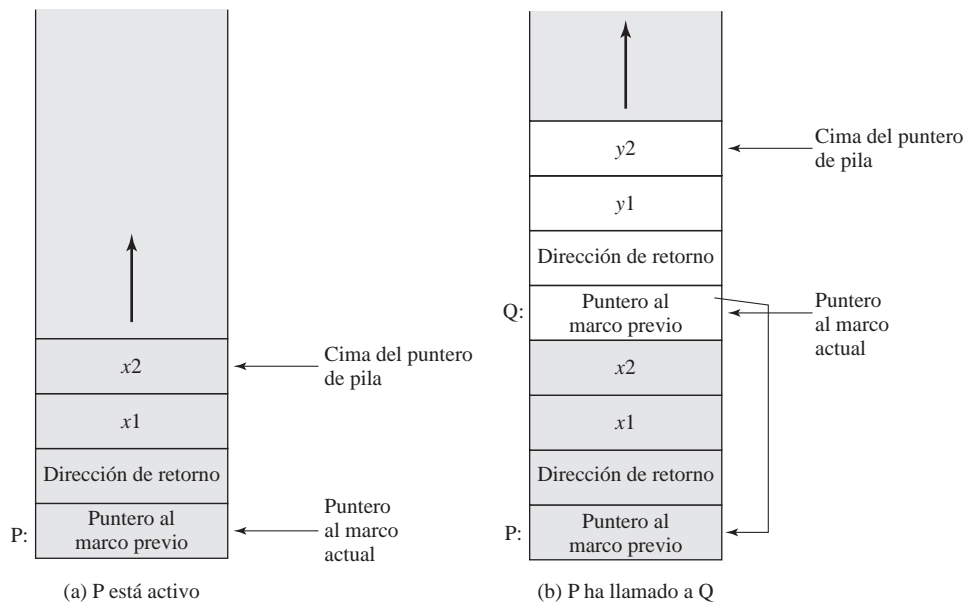 x2
Cima del puntero
de pila
x1
Dirección de retorno
P:
Puntero al
marco previo
Puntero
al marco
actual
(a) P está activo
y2
Cima del puntero
de pila
y1
Dirección de retorno
Q:
Puntero al
marco previo
Puntero
al marco
actual
x2
x1
Dirección de retorno
P:
Puntero al
marco previo
(b) P ha llamado a Q